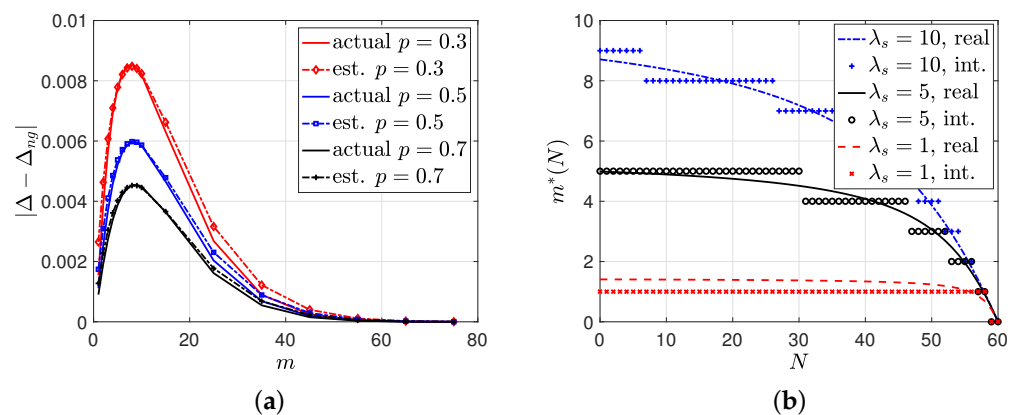 0.01
0.008
0.006
0.004
0.002
0
0 20 40 60 80
|Δ − Δ_{ng}|
m
actual p = 0.3
est. p = 0.3
actual p = 0.5
est. p = 0.5
actual p = 0.7
est. p = 0.7
(a)
10
8
6
4
2
0
0 10 20 30 40 50 60
m*(N)
N
λ_s = 10, real
λ_s = 10, int.
λ_s = 5, real
λ_s = 5, int.
λ_s = 1, real
λ_s = 1, int.
(b)